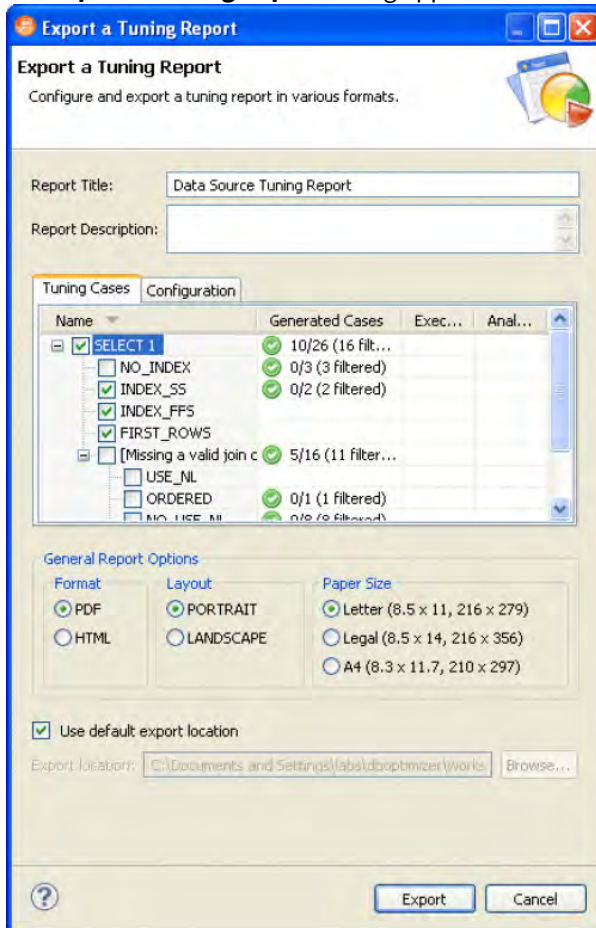 Export a Tuning Report
Export a Tuning Report
Configure and export a tuning report in various formats.
Report Title: Data Source Tuning Report
Report Description:
Tuning Cases Configuration
Name Generated Cases Exec... Anal...
SELECT 1 10/26 (16 filt...
NO_INDEX 0/3 (3 filtered)
INDEX_SS 0/2 (2 filtered)
INDEX_FFS
FIRST_ROWS
[Missing a valid join c 5/16 (11 filter...
USE_NL
ORDERED 0/1 (1 filtered)
NO_USE_NL 0/8 (8 filtered)
General Report Options
Format Layout Paper Size
PDF PORTRAIT Letter (8.5 x 11, 216 x 279)
HTML LANDSCAPE Legal (8.5 x 14, 216 x 356)
A4 (8.3 x 11.7, 210 x 297)
Use default export location
Export location: C:\Documents and Settings\labs\dboptimizer\works Browse...
Export Cancel